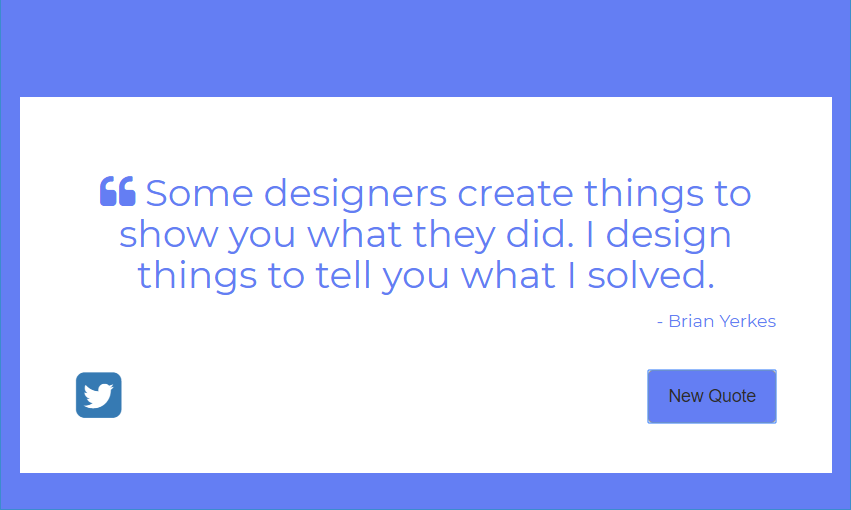 “ Some designers create things to
show you what they did. I design
things to tell you what I solved.
- Brian Yerkes
New Quote